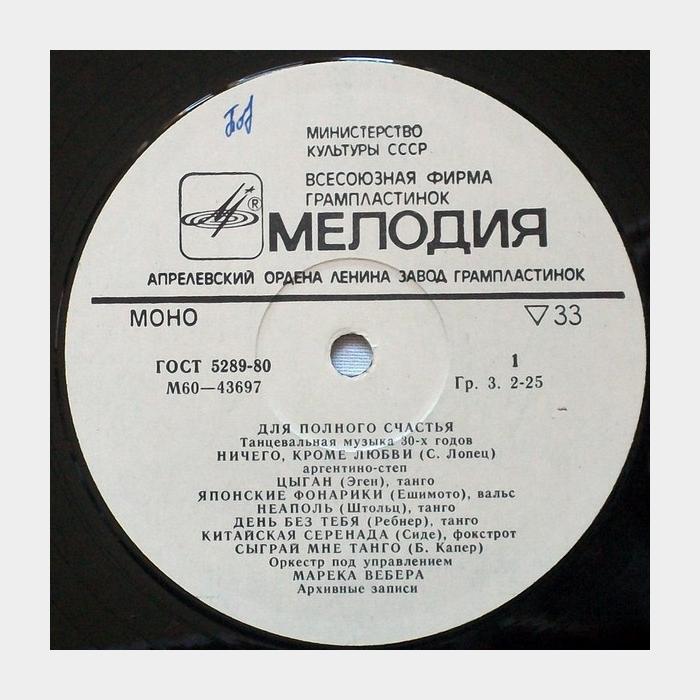 МИНИСТЕРСТВО
КУЛЬТУРЫ СССР
ВСЕСОЮЗНАЯ ФИРМА
ГРАМПЛАСТИНОК
®
МЕЛОДИЯ
АПРЕЛЕВСКИЙ ОРДЕНА ЛЕНИНА ЗАВОД ГРАМПЛАСТИНОК
МОНО ▽33
ГОСТ 5289-80 1
М60—43697 Гр. 3. 2-25
ДЛЯ ПОЛНОГО СЧАСТЬЯ
Танцевальная музыка 30-х годов
НИЧЕГО, КРОМЕ ЛЮБВИ (С. Лопец)
аргентино-степ
ЦЫГАН (Эген), танго
ЯПОНСКИЕ ФОНАРИКИ (Ешимото), вальс
НЕАПОЛЬ (Штольц), танго
ДЕНЬ БЕЗ ТЕБЯ (Ребнер), танго
КИТАЙСКАЯ СЕРЕНАДА (Сиде), фокстрот
СЫГРАЙ МНЕ ТАНГО (Б. Капер)
Оркестр под управлением
МАРЕКА ВЕБЕРА
Архивные записи